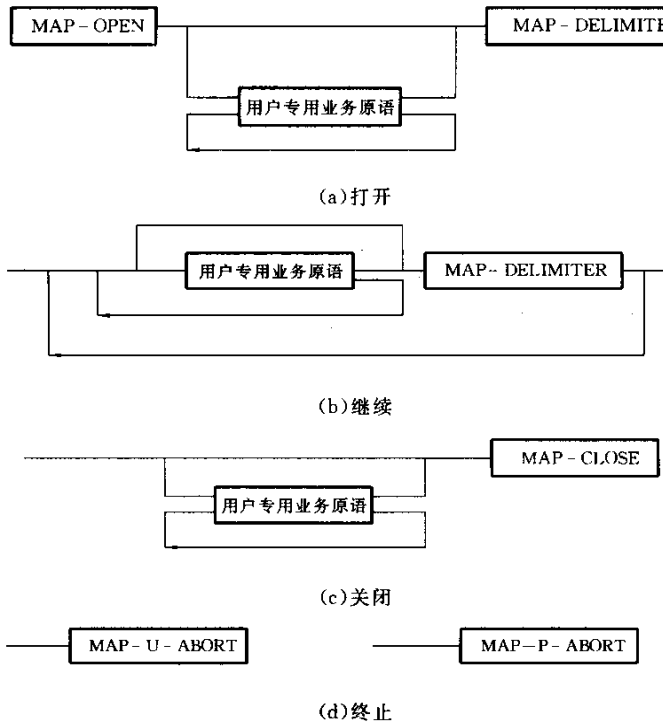 MAP-OPEN
MAP-DELIMITE
用户专用业务原语
(a)打开
用户专用业务原语
MAP-DELIMITER
(b)继续
MAP-CLOSE
用户专用业务原语
(c)关闭
MAP-U-ABORT
MAP-P-ABORT
(d)终止